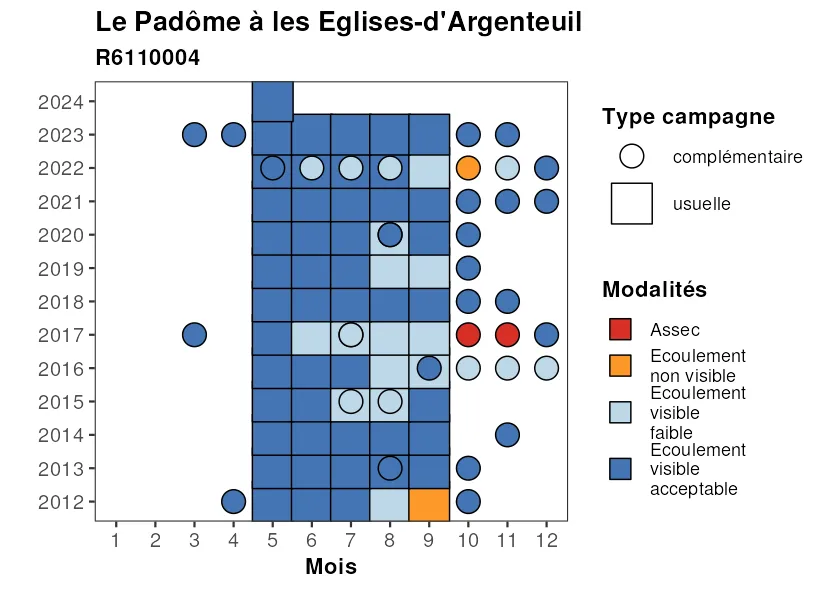 Le Padôme à les Eglises-d'Argenteuil
R6110004
2024
2023
2022
2021
2020
2019
2018
2017
2016
2015
2014
2013
2012
1 2 3 4 5 6 7 8 9 10 11 12
Mois
Type campagne
complémentaire
usuelle
Modalités
Assec
Ecoulement
non visible
Ecoulement
visible
faible
Ecoulement
visible
acceptable